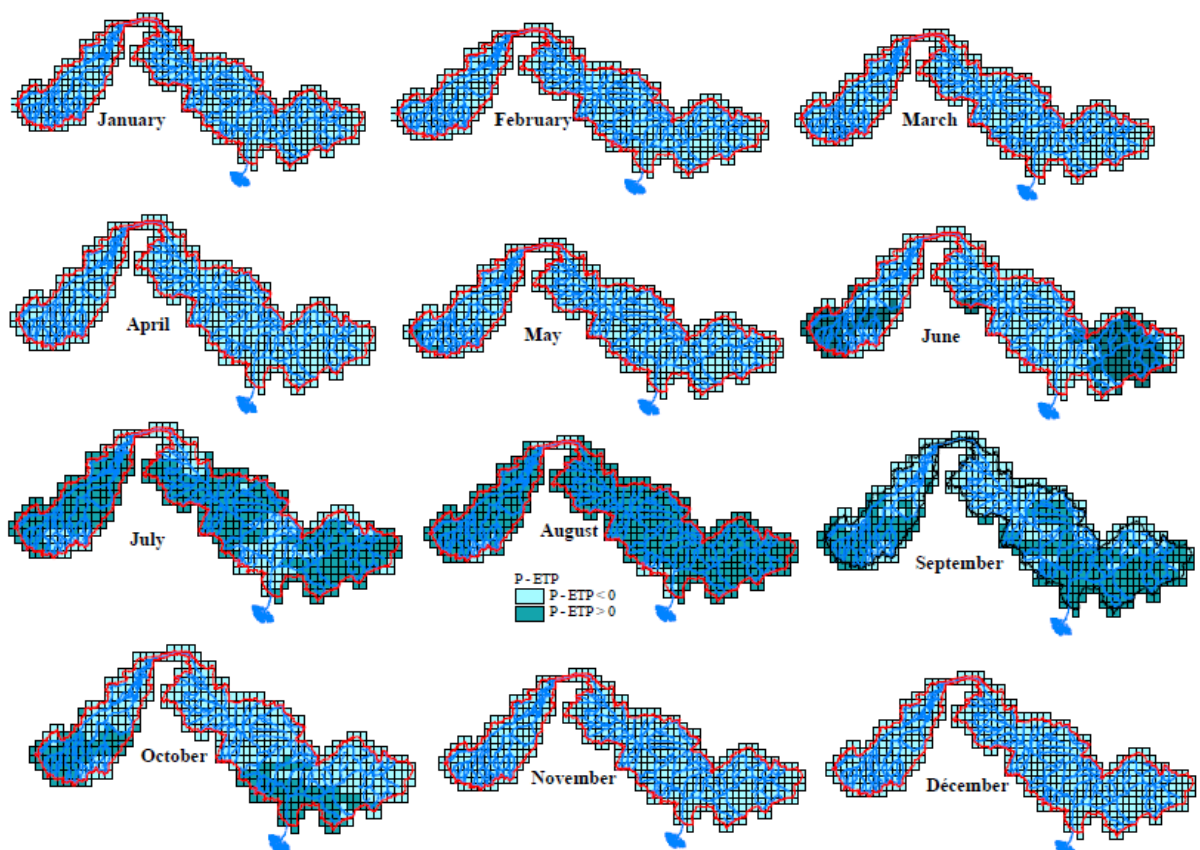 January
February
March
April
May
June
July
August
September
P-ETP
P-ETP<0
P-ETP>0
October
November
Décember